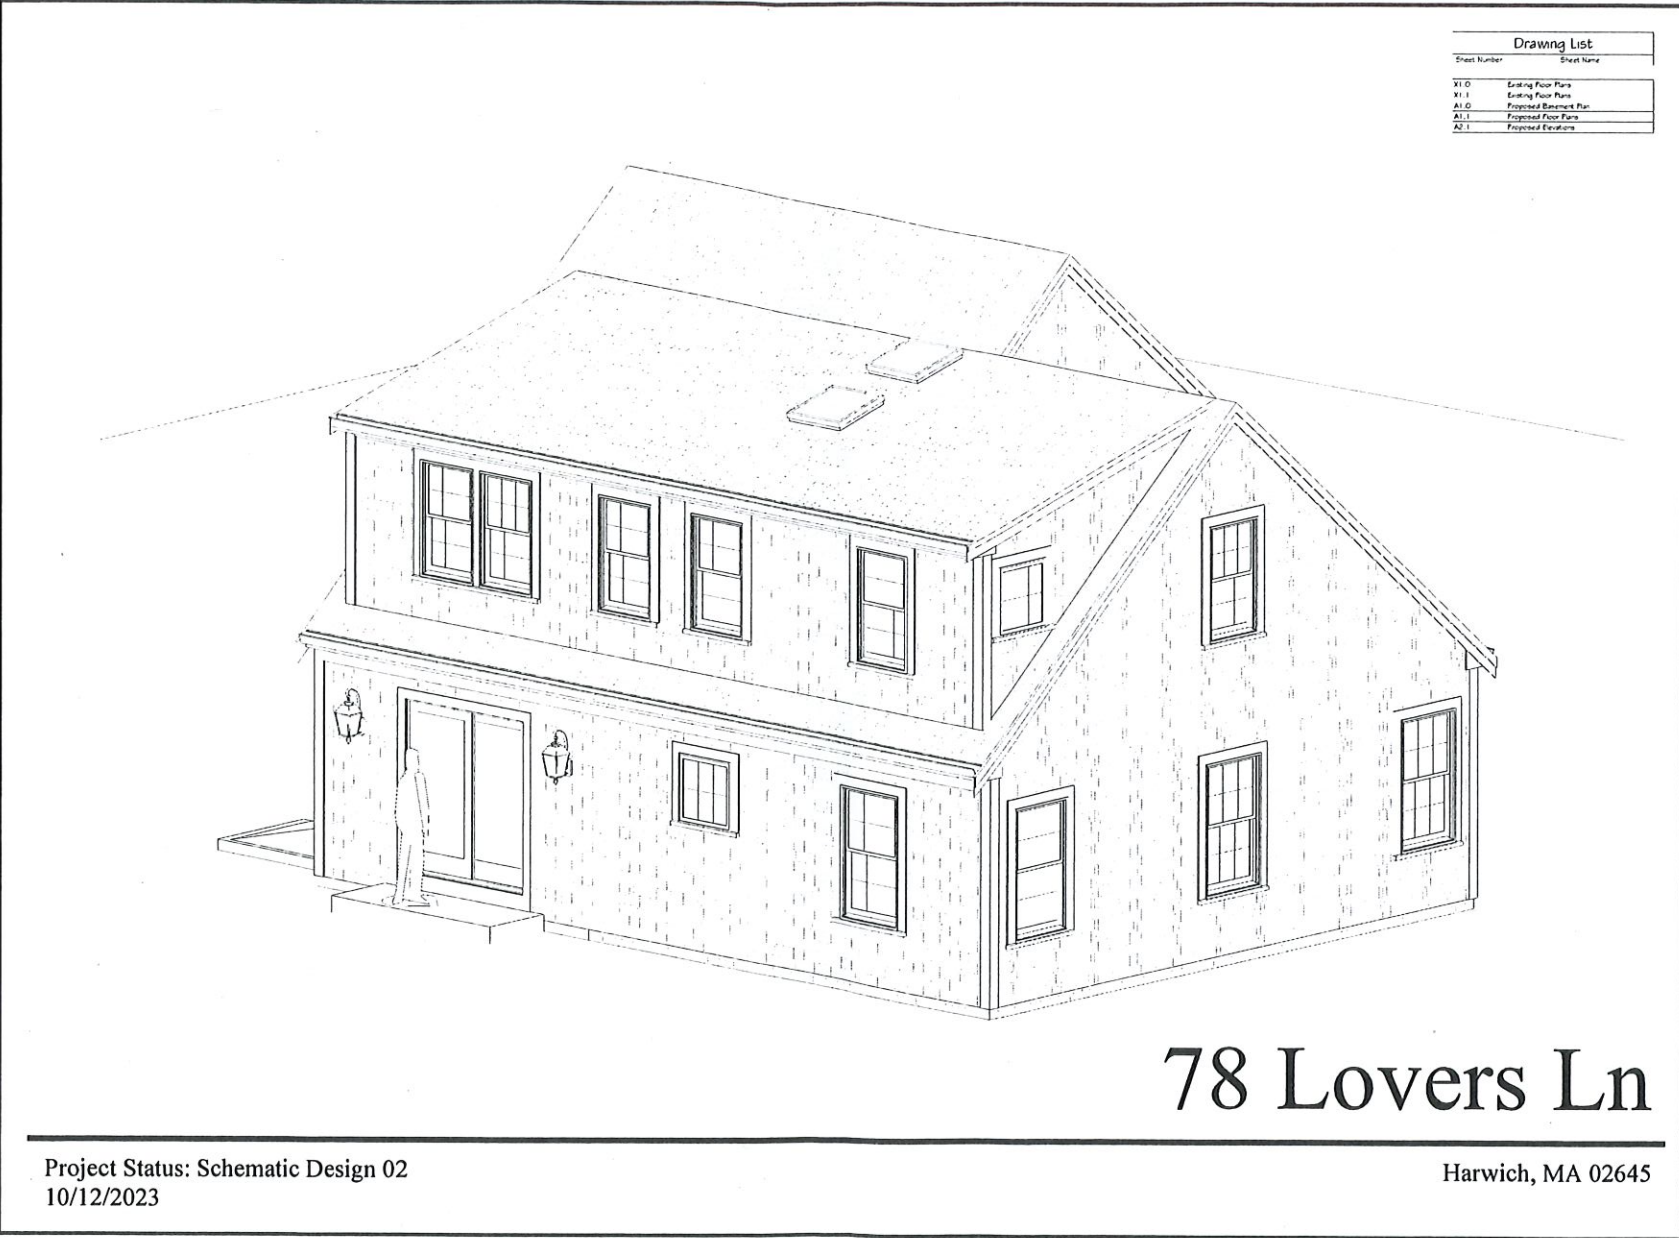 Drawing List
Sheet Number Sheet Name
X1.0 Existing Floor Plans
X1.1 Existing Floor Plans
A1.0 Proposed Basement Plan
A1.1 Proposed Floor Plans
A2.1 Proposed Elevations
78 Lovers Ln
Project Status: Schematic Design 02
10/12/2023
Harwich, MA 02645